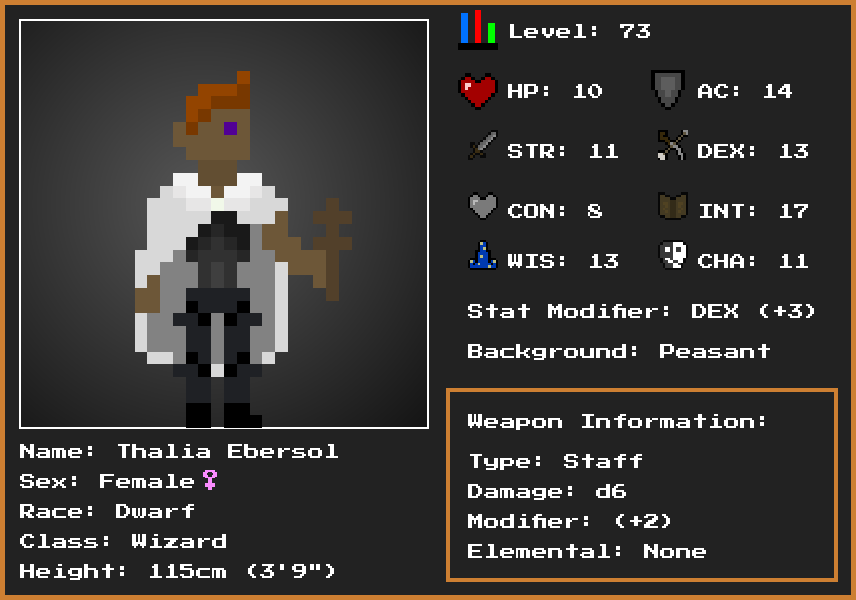 Level: 73
HP: 10 AC: 14
STR: 11 DEX: 13
CON: 8 INT: 17
WIS: 13 CHA: 11
Stat Modifier: DEX (+3)
Background: Peasant
Weapon Information:
Type: Staff
Damage: d6
Modifier: (+2)
Elemental: None
Name: Thalia Ebersol
Sex: Female♀
Race: Dwarf
Class: Wizard
Height: 115cm (3'9")